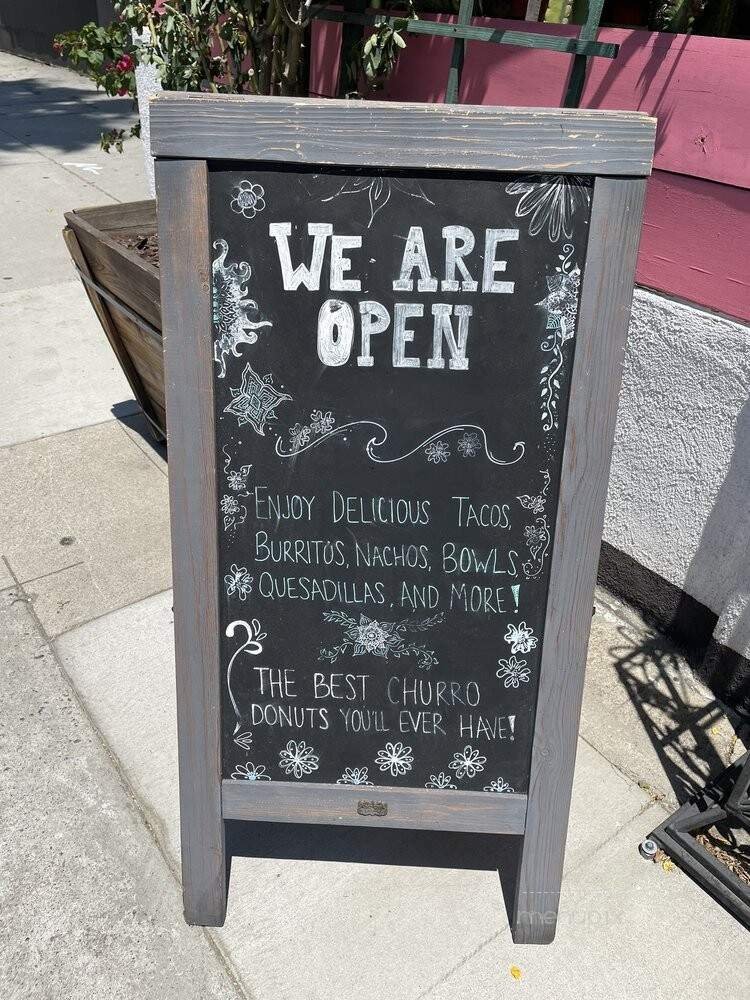 WE ARE
OPEN
ENJOY DELICIOUS TACOS,
BURRITOS, NACHOS, BOWLS,
QUESADILLAS, AND MORE!
THE BEST CHURRO
DONUTS YOU'LL EVER HAVE!